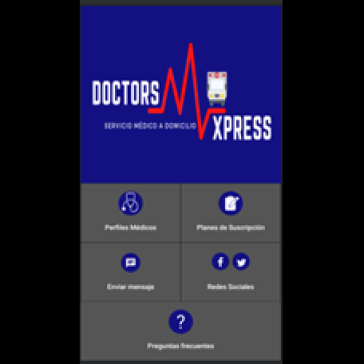 DOCTORS
SERVICIO MÉDICO A DOMICILIO
XPRESS
Perfiles Médicos
Planes de Suscripción
Enviar mensaje
Redes Sociales
?
Preguntas frecuentes